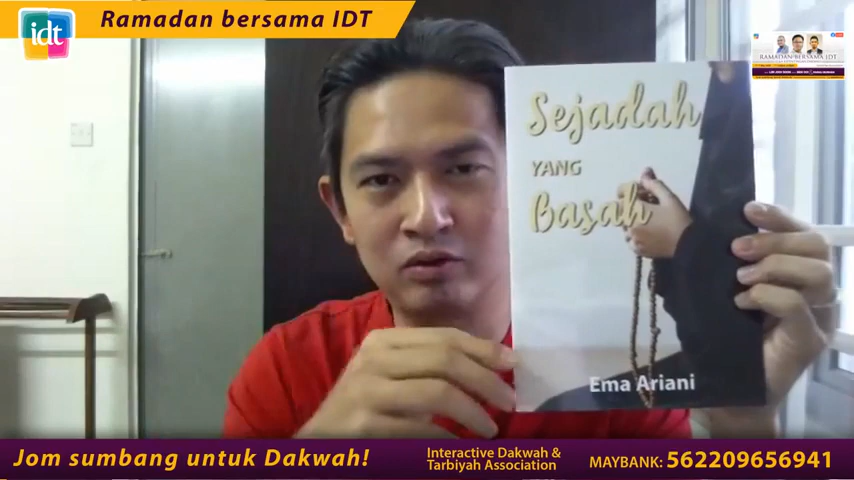 idt
Ramadan bersama IDT
RAMADAN BERSAMA IDT
Sejadah
YANG
Basah
Ema Ariani
Jom sumbang untuk Dakwah!
Interactive Dakwah &
Tarbiyah Association
MAYBANK: 562209656941